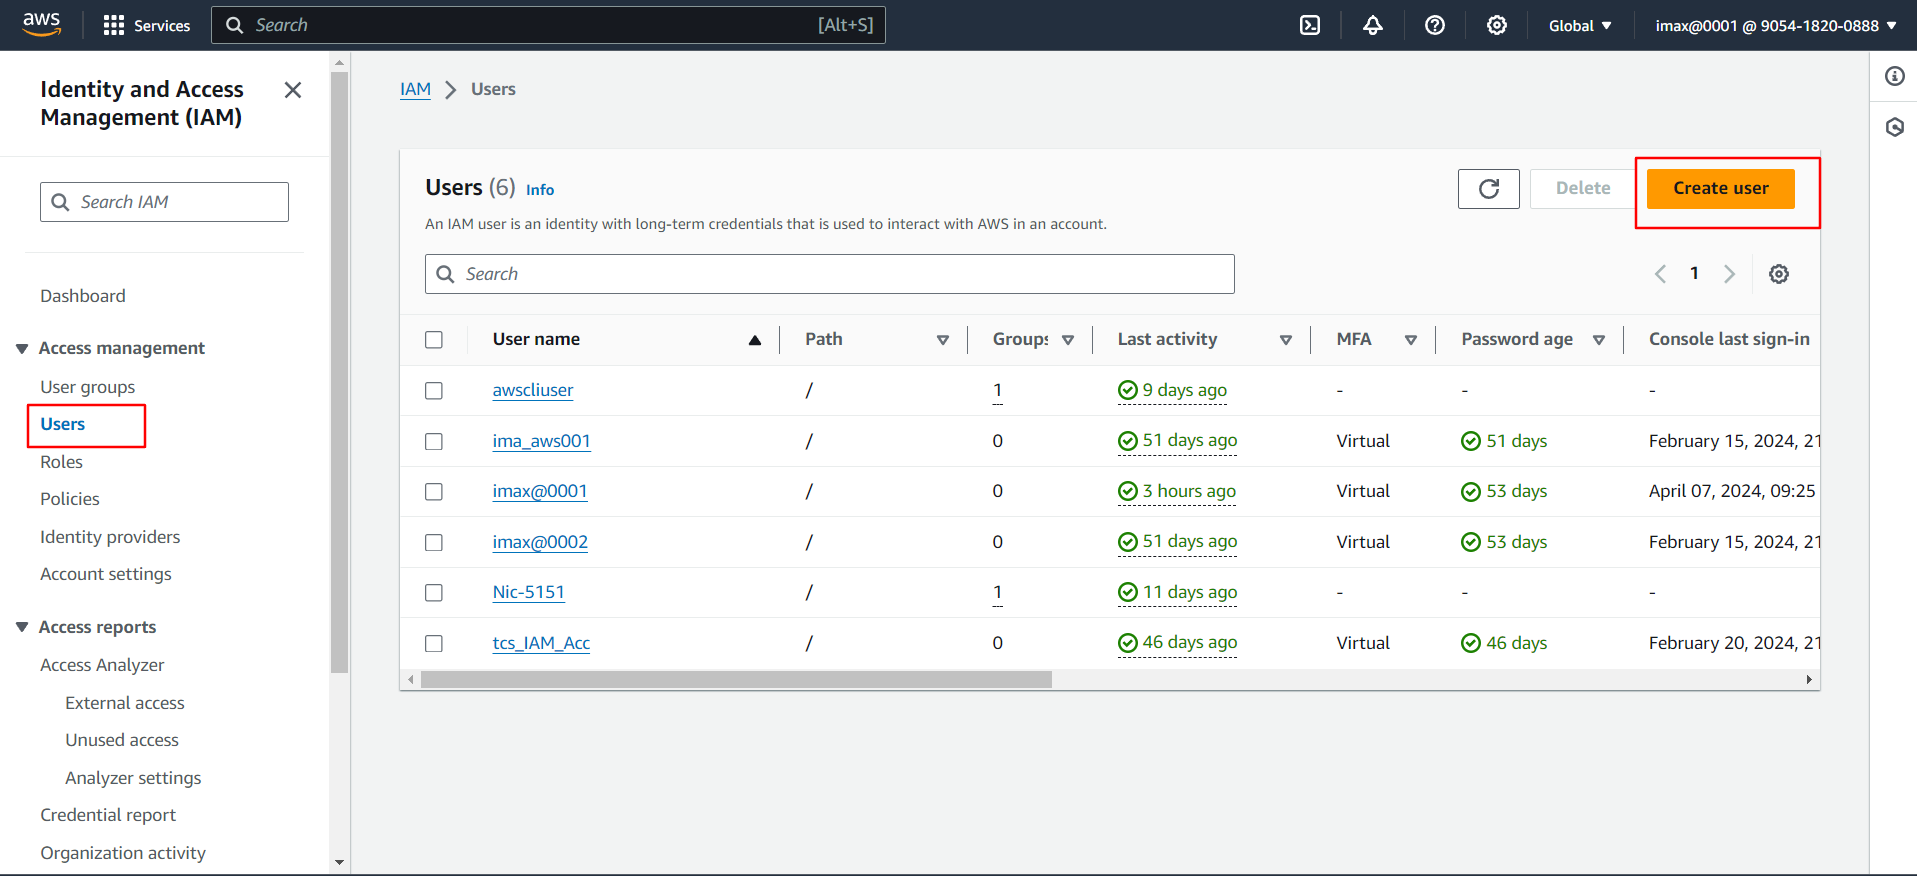 aws
Services
Search
[Alt+S]
Global
imax@0001 @ 9054-1820-0888
Identity and Access
Management (IAM)
Search IAM
Dashboard
Access management
User groups
Users
Roles
Policies
Identity providers
Account settings
Access reports
Access Analyzer
External access
Unused access
Analyzer settings
Credential report
Organization activity
IAM > Users
Users (6) Info
Delete
Create user
An IAM user is an identity with long-term credentials that is used to interact with AWS in an account.
Search
1
User name Path Groups Last activity MFA Password age Console last sign-in
awscliuser / 1 9 days ago - - -
ima_aws001 / 0 51 days ago Virtual 51 days February 15, 2024, 21
imax@0001 / 0 3 hours ago Virtual 53 days April 07, 2024, 09:25
imax@0002 / 0 51 days ago Virtual 53 days February 15, 2024, 21
Nic-5151 / 1 11 days ago - - -
tcs_IAM_Acc / 0 46 days ago Virtual 46 days February 20, 2024, 21